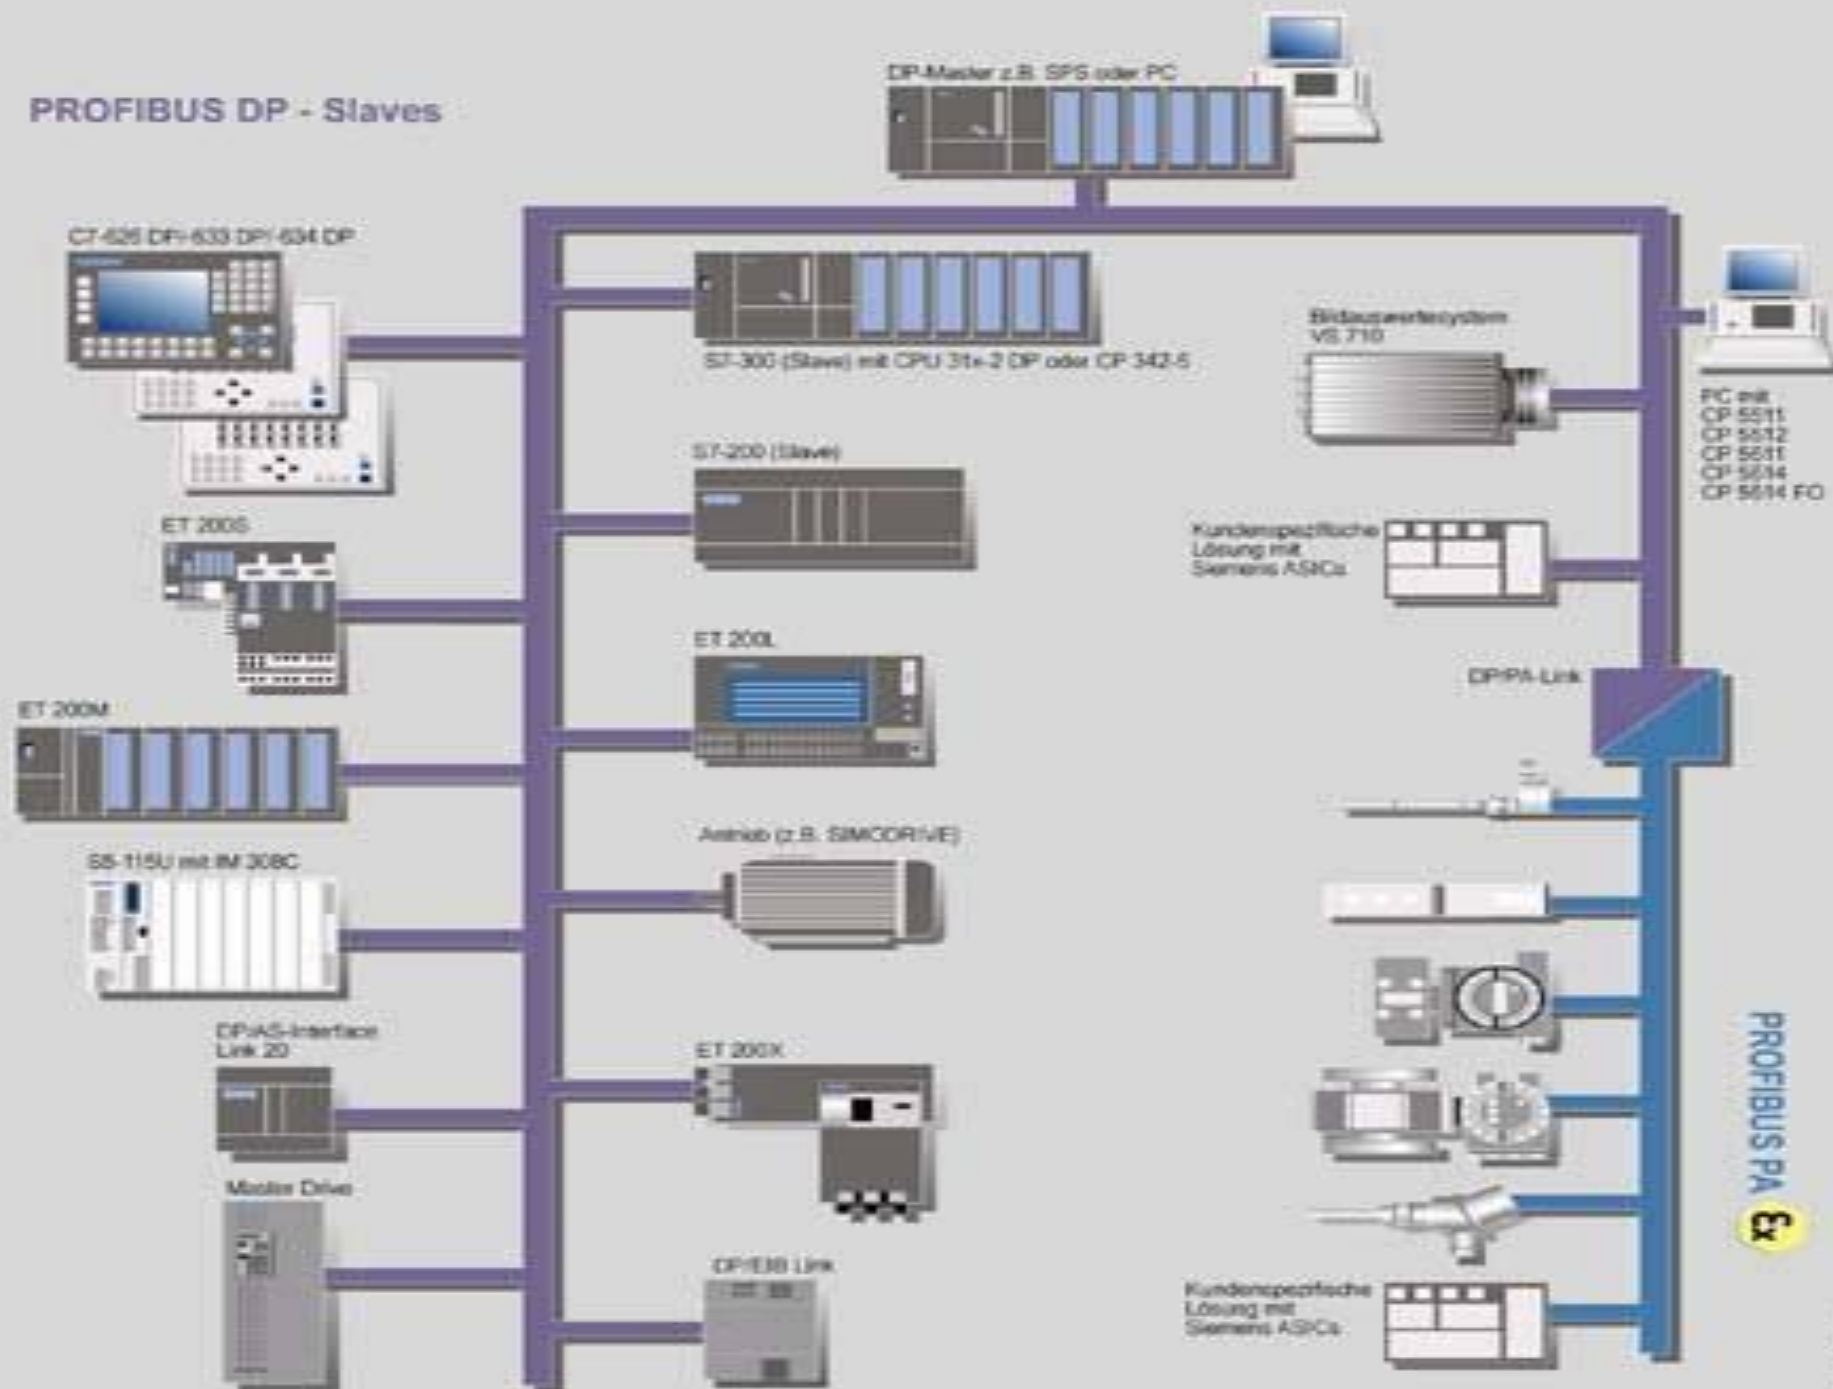 DP-Master z.B. SPS oder PC
PROFIBUS DP - Slaves
C7-626 DP/-633 DP/-634 DP
S7-300 (Slave) mit CPU 31x-2 DP oder CP 342-5
Bildauswertesystem
VS 710
PC mit
CP 5511
CP 5512
CP 5611
CP 5614
CP 5614 FO
S7-200 (Slave)
ET 200S
Kundenspezifische
Lösung mit
Siemens ASICs
ET 200L
DP/PA-Link
ET 200M
Antrieb (z.B. SIMODRIVE)
S5-115U mit IM 308C
DP/AS-Interface
Link 20
ET 200X
PROFIBUS PA
Ex
Master Drive
DP/EIB Link
Kundenspezifische
Lösung mit
Siemens ASICs